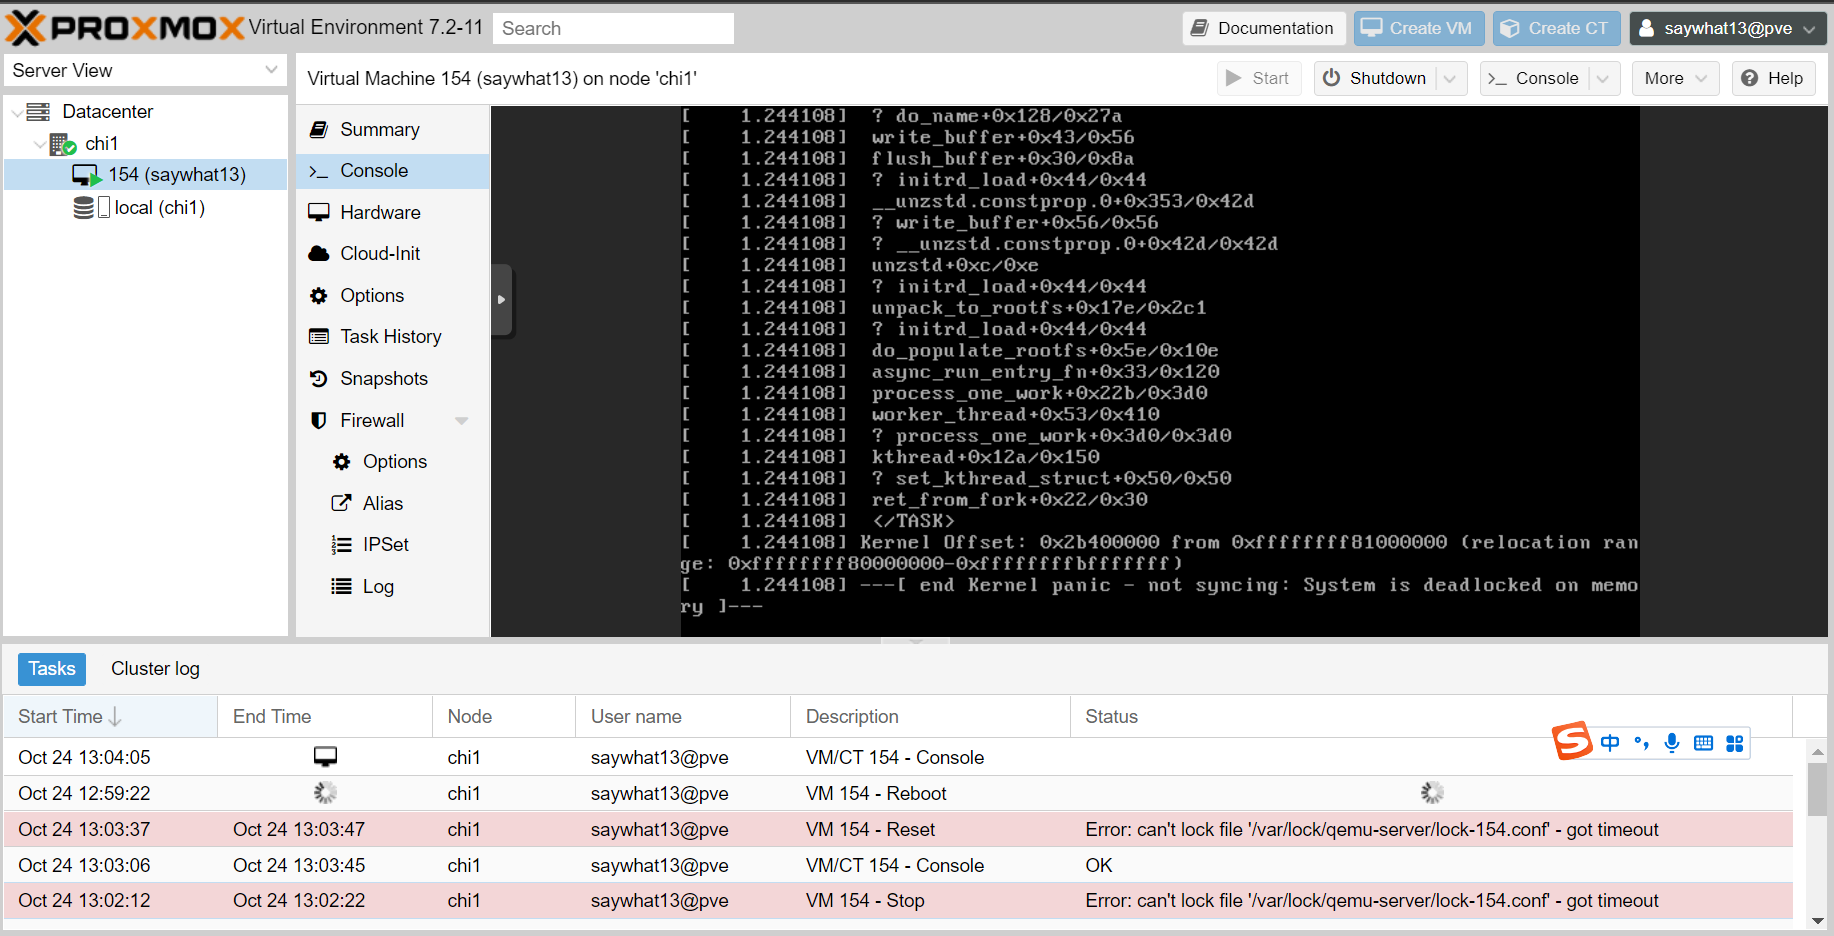 PROXMOX Virtual Environment 7.2-11 Search Documentation Create VM Create CT saywhat13@pve
Server View
Virtual Machine 154 (saywhat13) on node 'chi1' Start Shutdown Console More Help
Datacenter
chi1
154 (saywhat13)
local (chi1)
Summary
Console
Hardware
Cloud-Init
Options
Task History
Snapshots
Firewall
Options
Alias
IPSet
Log
[    1.244108]  ? do_name+0x128/0x27a
[    1.244108]  write_buffer+0x43/0x56
[    1.244108]  flush_buffer+0x30/0x8a
[    1.244108]  ? initrd_load+0x44/0x44
[    1.244108]  __unzstd.constprop.0+0x353/0x42d
[    1.244108]  ? write_buffer+0x56/0x56
[    1.244108]  ? __unzstd.constprop.0+0x42d/0x42d
[    1.244108]  unzstd+0xc/0xe
[    1.244108]  ? initrd_load+0x44/0x44
[    1.244108]  unpack_to_rootfs+0x17e/0x2c1
[    1.244108]  ? initrd_load+0x44/0x44
[    1.244108]  do_populate_rootfs+0x5e/0x10e
[    1.244108]  async_run_entry_fn+0x33/0x120
[    1.244108]  process_one_work+0x22b/0x3d0
[    1.244108]  worker_thread+0x53/0x410
[    1.244108]  ? process_one_work+0x3d0/0x3d0
[    1.244108]  kthread+0x12a/0x150
[    1.244108]  ? set_kthread_struct+0x50/0x50
[    1.244108]  ret_from_fork+0x22/0x30
[    1.244108]  </TASK>
[    1.244108] Kernel Offset: 0x2b400000 from 0xffffffff81000000 (relocation ran
ge: 0xffffffff80000000-0xffffffffbfffffff)
[    1.244108] ---[ end Kernel panic - not syncing: System is deadlocked on memo
ry ]---
Tasks Cluster log
Start Time End Time Node User name Description Status
Oct 24 13:04:05 chi1 saywhat13@pve VM/CT 154 - Console
S 中
Oct 24 12:59:22 chi1 saywhat13@pve VM 154 - Reboot
Oct 24 13:03:37 Oct 24 13:03:47 chi1 saywhat13@pve VM 154 - Reset Error: can't lock file '/var/lock/qemu-server/lock-154.conf' - got timeout
Oct 24 13:03:06 Oct 24 13:03:45 chi1 saywhat13@pve VM/CT 154 - Console OK
Oct 24 13:02:12 Oct 24 13:02:22 chi1 saywhat13@pve VM 154 - Stop Error: can't lock file '/var/lock/qemu-server/lock-154.conf' - got timeout